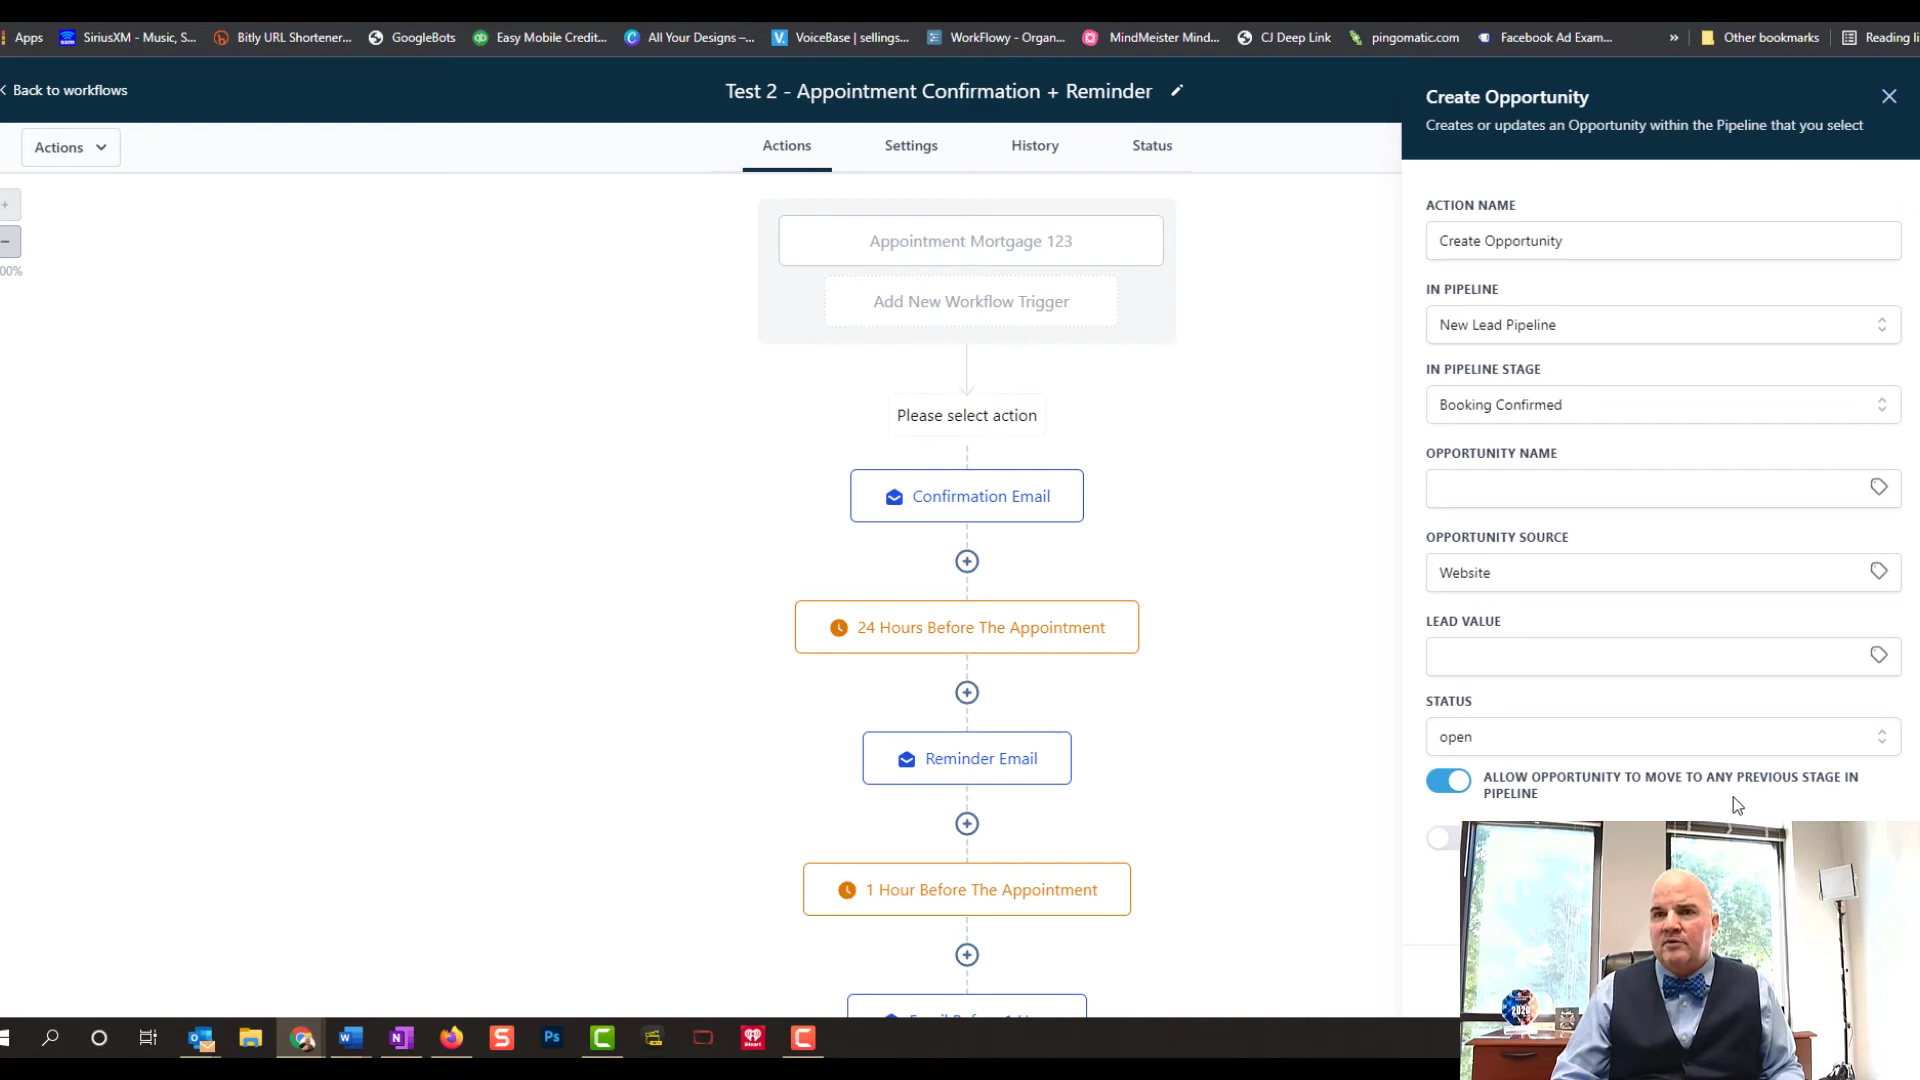 Apps
SiriusXM - Music, S...
Bitly URL Shortener...
GoogleBots
Easy Mobile Credit...
All Your Designs –...
VoiceBase | sellings...
WorkFlowy - Organ...
MindMeister Mind...
CJ Deep Link
pingomatic.com
Facebook Ad Exam...
»
Other bookmarks
Reading li
Back to workflows
Test 2 - Appointment Confirmation + Reminder
Create Opportunity
Creates or updates an Opportunity within the Pipeline that you select
Actions
Actions
Settings
History
Status
00%
Appointment Mortgage 123
Add New Workflow Trigger
Please select action
Confirmation Email
24 Hours Before The Appointment
Reminder Email
1 Hour Before The Appointment
ACTION NAME
Create Opportunity
IN PIPELINE
New Lead Pipeline
IN PIPELINE STAGE
Booking Confirmed
OPPORTUNITY NAME
OPPORTUNITY SOURCE
Website
LEAD VALUE
STATUS
open
ALLOW OPPORTUNITY TO MOVE TO ANY PREVIOUS STAGE IN
PIPELINE
2020